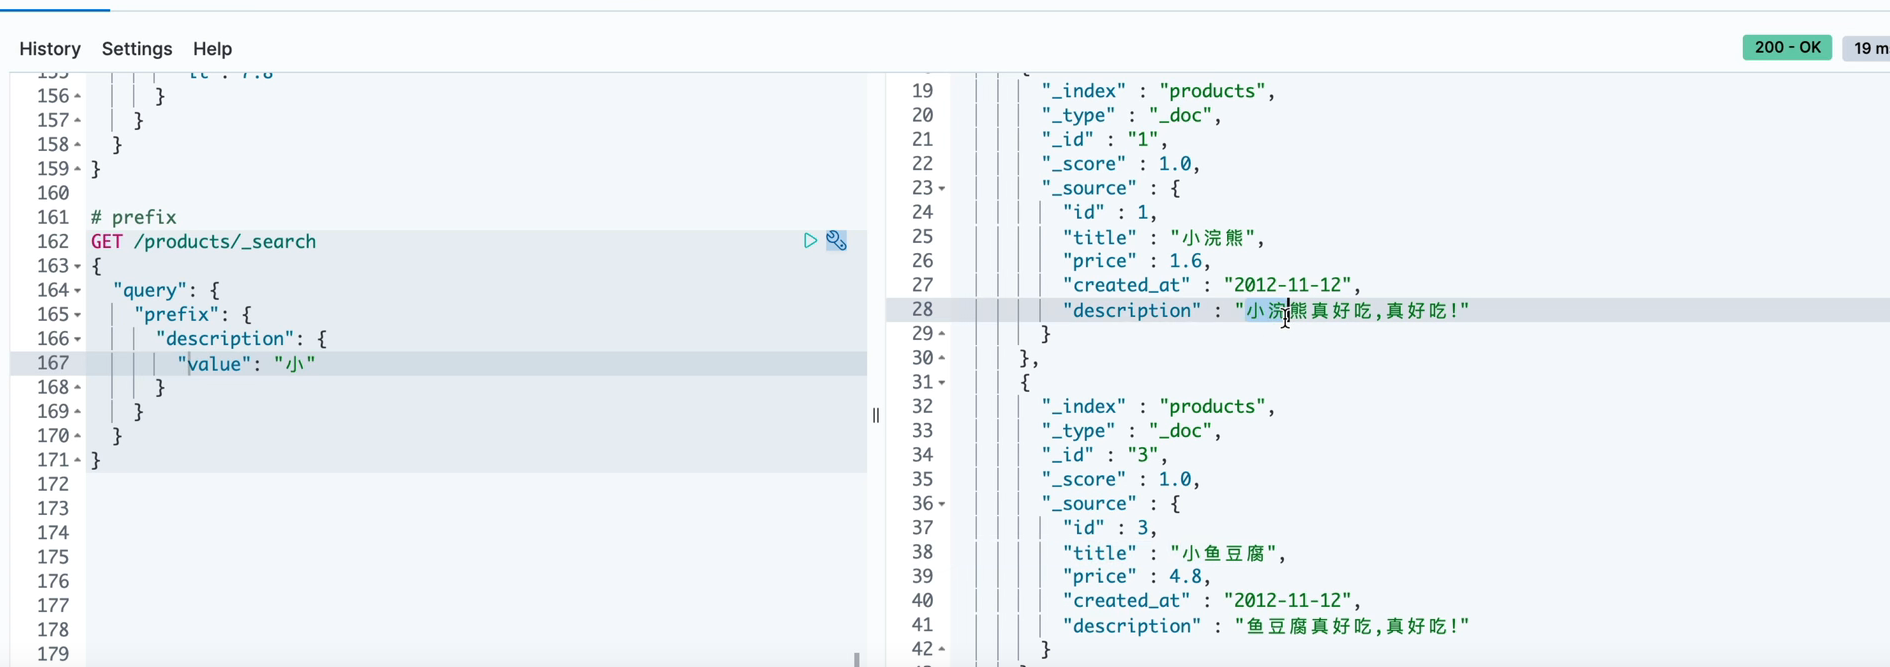 History Settings Help
200 - OK
19 m
155 "lt": 7.8
156 }
157 }
158 }
159 }
160
161 # prefix
162 GET /products/_search
163 {
164 "query": {
165 "prefix": {
166 "description": {
167 "value": "小"
168 }
169 }
170 }
171 }
172
173
174
175
176
177
178
179
19 "_index" : "products",
20 "_type" : "_doc",
21 "_id" : "1",
22 "_score" : 1.0,
23 "_source" : {
24 "id" : 1,
25 "title" : "小浣熊",
26 "price" : 1.6,
27 "created_at" : "2012-11-12",
28 "description" : "小浣熊真好吃,真好吃!"
29 }
30 },
31 {
32 "_index" : "products",
33 "_type" : "_doc",
34 "_id" : "3",
35 "_score" : 1.0,
36 "_source" : {
37 "id" : 3,
38 "title" : "小鱼豆腐",
39 "price" : 4.8,
40 "created_at" : "2012-11-12",
41 "description" : "鱼豆腐真好吃,真好吃!"
42 }